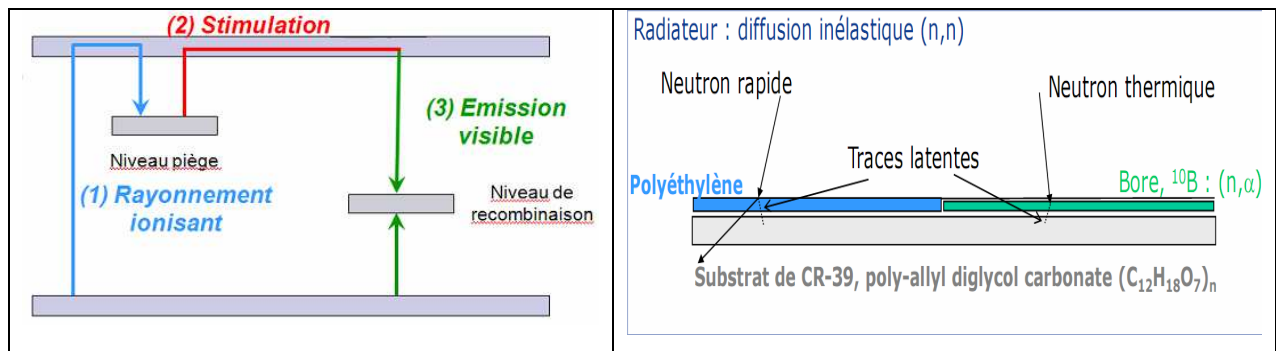 (2) Stimulation
(3) Emission
visible
Niveau piège
(1) Rayonnement
ionisant
Niveau de
recombinaison
Radiateur : diffusion inélastique (n,n)
Neutron rapide
Neutron thermique
Traces latentes
Polyéthylène
Bore, ¹⁰B : (n,α)
Substrat de CR-39, poly-allyl diglycol carbonate (C₁₂H₁₈O₇)ₙ